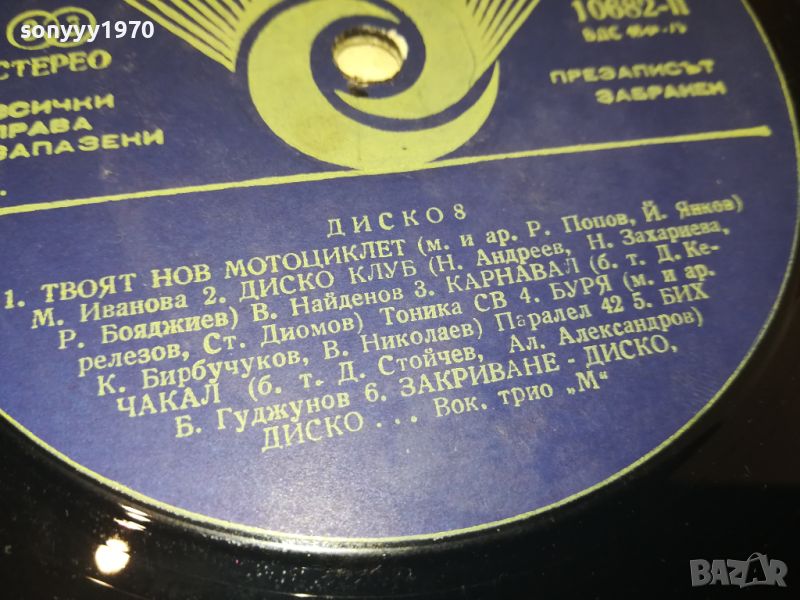 sonyyy1970
СТЕРЕО
ВСИЧКИ
ПРАВА
ЗАПАЗЕНИ
10682-II
ПРЕЗАПИСЪТ
ЗАБРАНЕН
ДИСКО 8
1. ТВОЯТ НОВ МОТОЦИКЛЕТ (м. и ар. Р. Попов, Й. Янков)
М. Иванова 2. ДИСКО КЛУБ (Н. Андреев, Н. Захариева,
Р. Бояджиев) В. Найденов 3. КАРНАВАЛ (б. т. Д. Ке-
релезов, Ст. Диомов) Тоника СВ 4. БУРЯ (м. и ар.
К. Бирбучуков, В. Николаев) Паралел 42 5. БИХ
ЧАКАЛ (б. т. Д. Стойчев, Ал. Александров)
Б. Гуджунов 6. ЗАКРИВАНЕ - ДИСКО,
ДИСКО . . . Вок. трио „М“
BAZAR